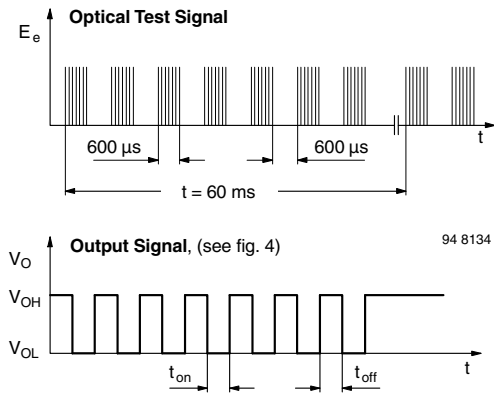 Optical Test Signal
E e
t
600 µs
600 µs
t = 60 ms
Output Signal, (see fig. 4)
94 8134
V O
V OH
V OL
t on
t off
t